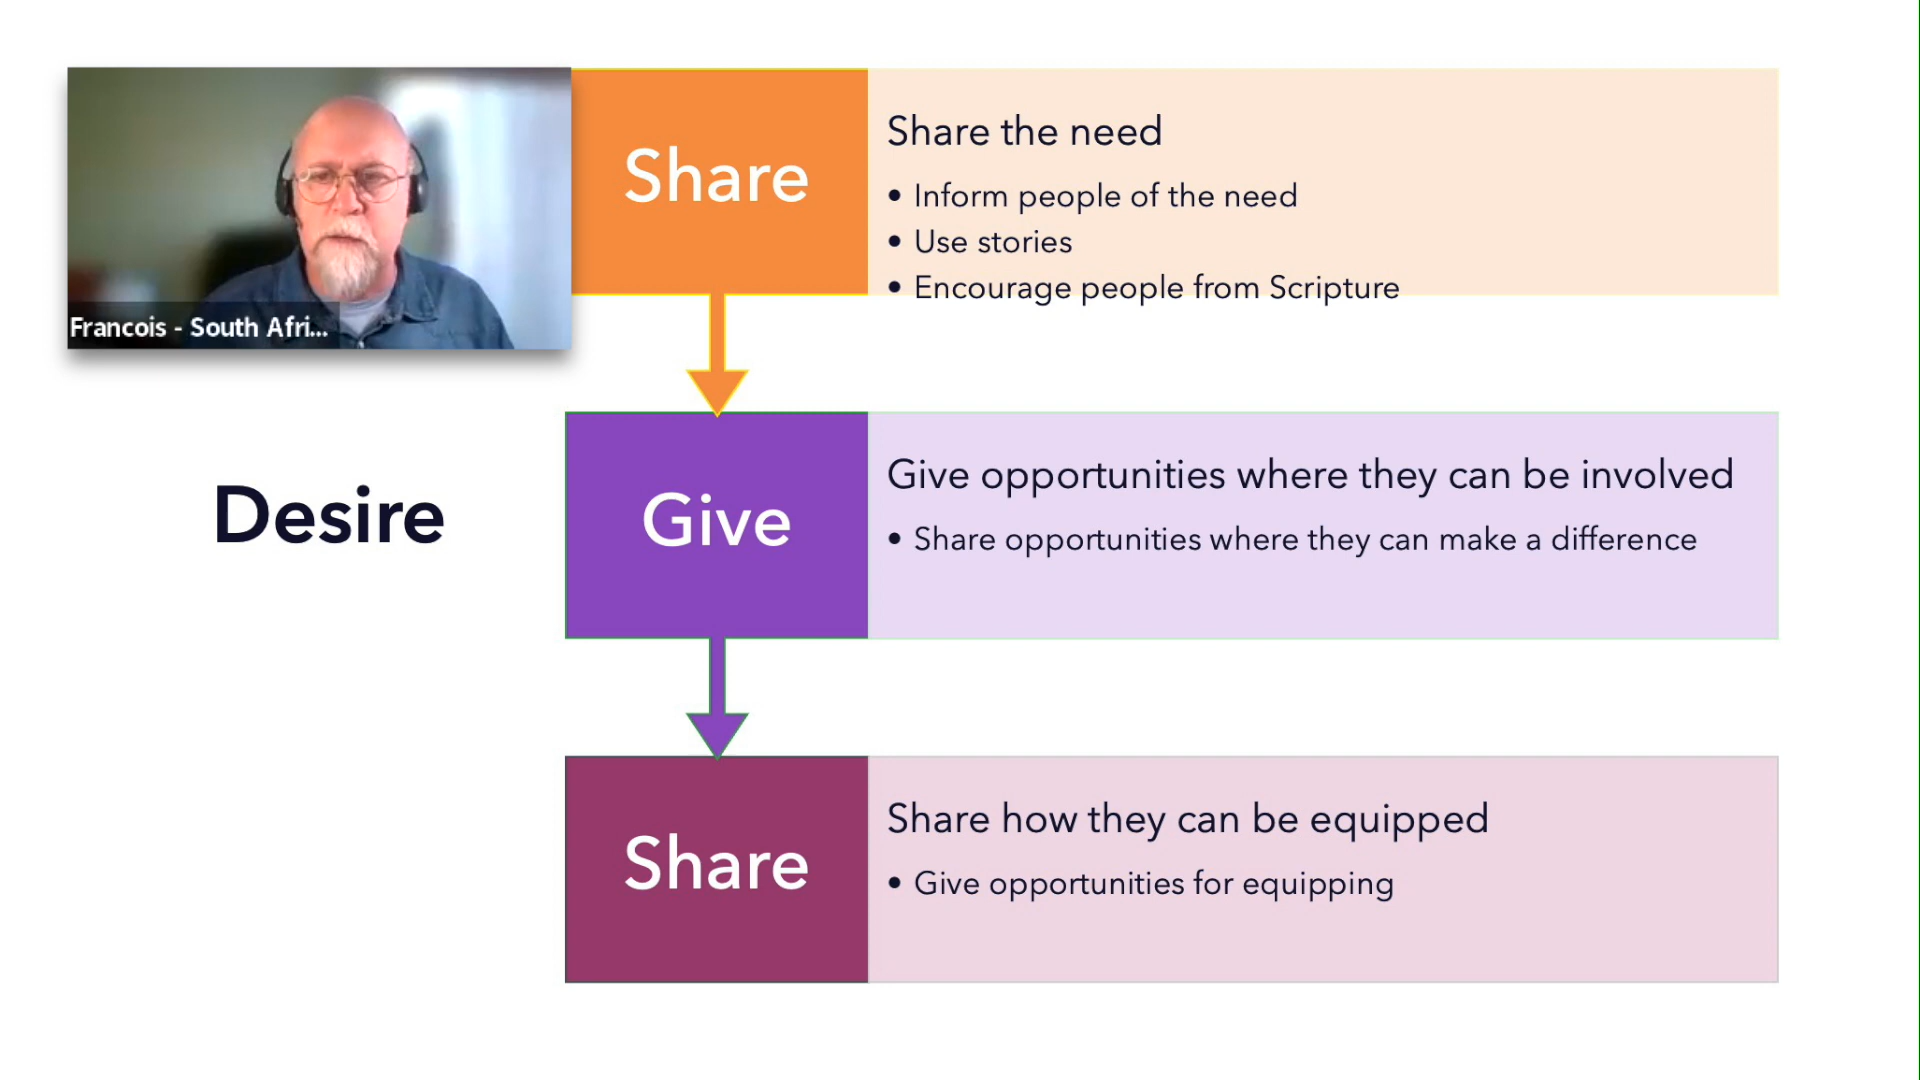 Francois - South Afri...
Desire
Share
Share the need
• Inform people of the need
• Use stories
• Encourage people from Scripture
Give
Give opportunities where they can be involved
• Share opportunities where they can make a difference
Share
Share how they can be equipped
• Give opportunities for equipping